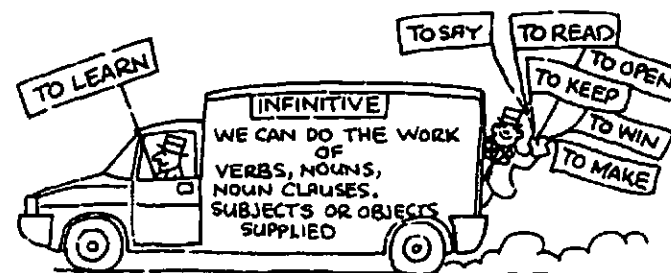 TO LEARN
TO SAY
TO READ
TO OPEN
TO KEEP
TO WIN
TO MAKE
INFINITIVE
WE CAN DO THE WORK
OF
VERBS, NOUNS,
NOUN CLAUSES.
SUBJECTS OR OBJECTS
SUPPLIED